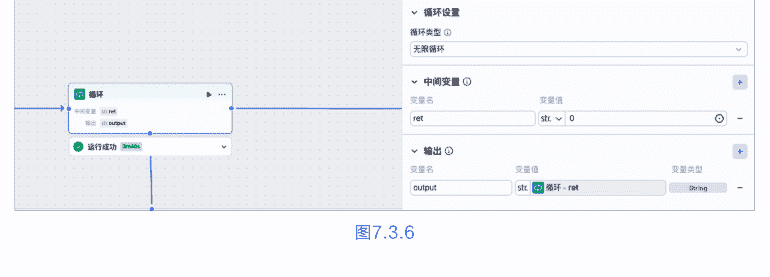 循环设置
循环类型
无限循环
循环
中间变量 str. ret
输出 str. output
运行成功 3m40s
中间变量
变量名 变量值
ret str. 0
输出
变量名 变量值 变量类型
output str. 循环 - ret String
图7.3.6